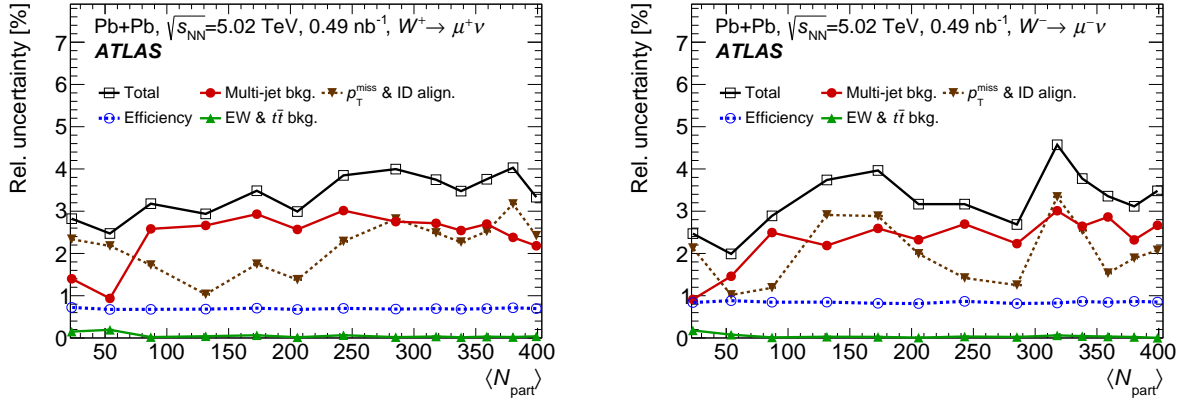 Pb+Pb, √s_NN=5.02 TeV, 0.49 nb⁻¹, W⁺→ μ⁺ν
ATLAS
Total
Multi-jet bkg.
p_T^miss & ID align.
Efficiency
EW & tt̄ bkg.
Rel. uncertainty [%]
7
6
5
4
3
2
1
0
50 100 150 200 250 300 350 400
⟨N_part⟩
Pb+Pb, √s_NN=5.02 TeV, 0.49 nb⁻¹, W⁻→ μ⁻ν
ATLAS
Total
Multi-jet bkg.
p_T^miss & ID align.
Efficiency
EW & tt̄ bkg.
Rel. uncertainty [%]
7
6
5
4
3
2
1
0
50 100 150 200 250 300 350 400
⟨N_part⟩